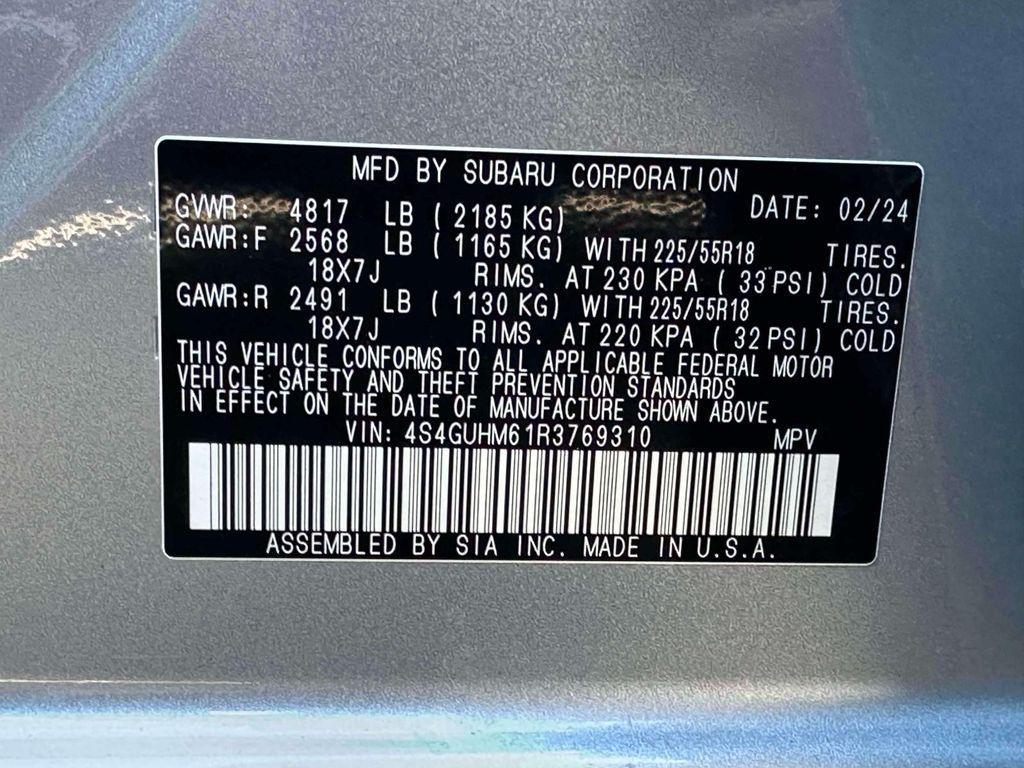 MFD BY SUBARU CORPORATION
GVWR: 4817 LB ( 2185 KG) DATE: 02/24
GAWR:F 2568 LB ( 1165 KG) WITH 225/55R18 TIRES.
18X7J RIMS. AT 230 KPA ( 33 PSI) COLD
GAWR:R 2491 LB ( 1130 KG) WITH 225/55R18 TIRES.
18X7J RIMS. AT 220 KPA ( 32 PSI) COLD
THIS VEHICLE CONFORMS TO ALL APPLICABLE FEDERAL MOTOR
VEHICLE SAFETY AND THEFT PREVENTION STANDARDS
IN EFFECT ON THE DATE OF MANUFACTURE SHOWN ABOVE.
VIN: 4S4GUHM61R3769310 MPV
ASSEMBLED BY SIA INC. MADE IN U.S.A.